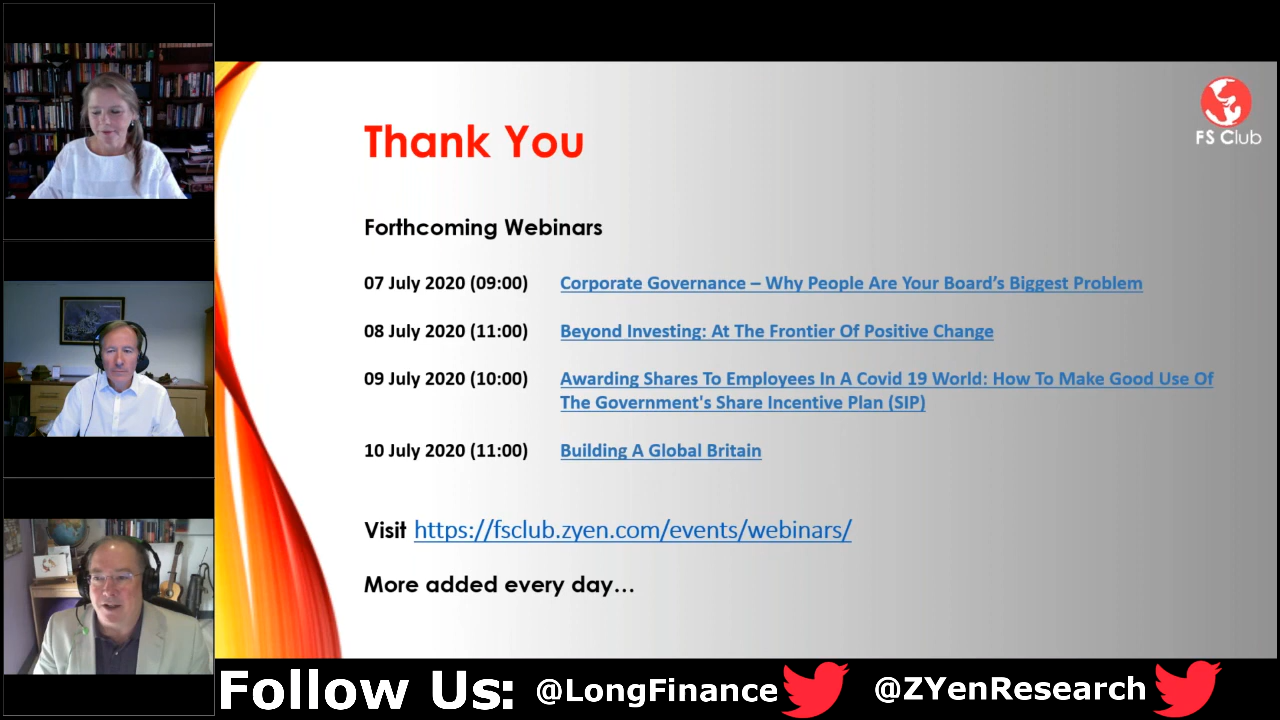 FS Club
Thank You
Forthcoming Webinars
07 July 2020 (09:00) Corporate Governance – Why People Are Your Board’s Biggest Problem
08 July 2020 (11:00) Beyond Investing: At The Frontier Of Positive Change
09 July 2020 (10:00) Awarding Shares To Employees In A Covid 19 World: How To Make Good Use Of
The Government's Share Incentive Plan (SIP)
10 July 2020 (11:00) Building A Global Britain
Visit https://fsclub.zyen.com/events/webinars/
More added every day…
Follow Us: @LongFinance @ZYenResearch